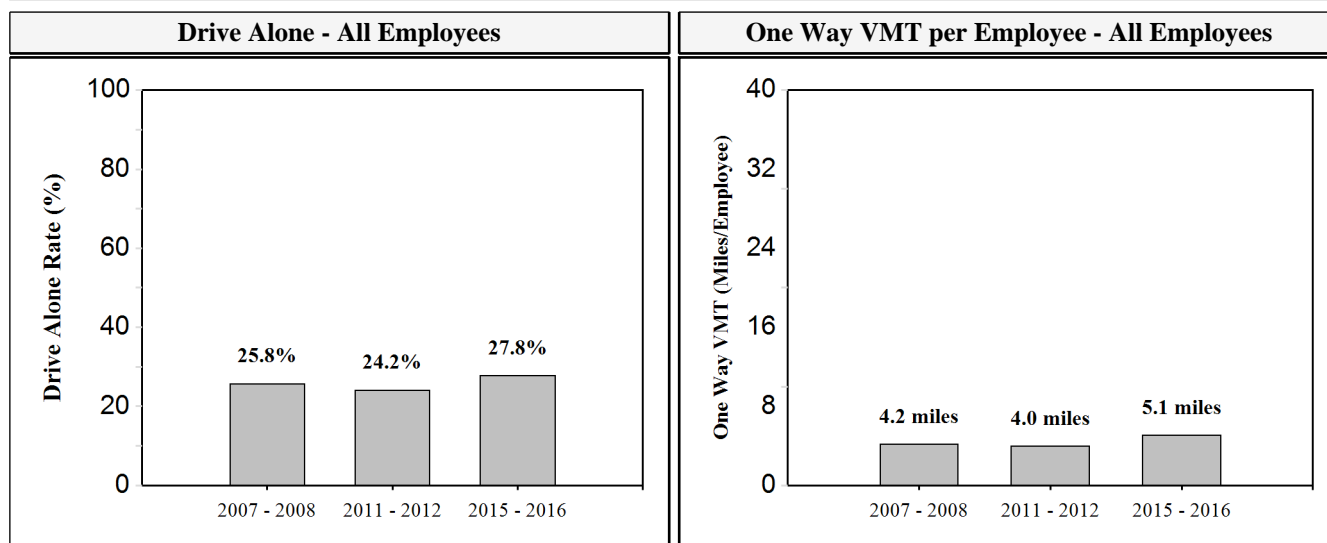 Drive Alone - All Employees
One Way VMT per Employee - All Employees
Drive Alone Rate (%)
100
80
60
40
20
0
25.8%
24.2%
27.8%
2007 - 2008
2011 - 2012
2015 - 2016
One Way VMT (Miles/Employee)
40
32
24
16
8
0
4.2 miles
4.0 miles
5.1 miles
2007 - 2008
2011 - 2012
2015 - 2016